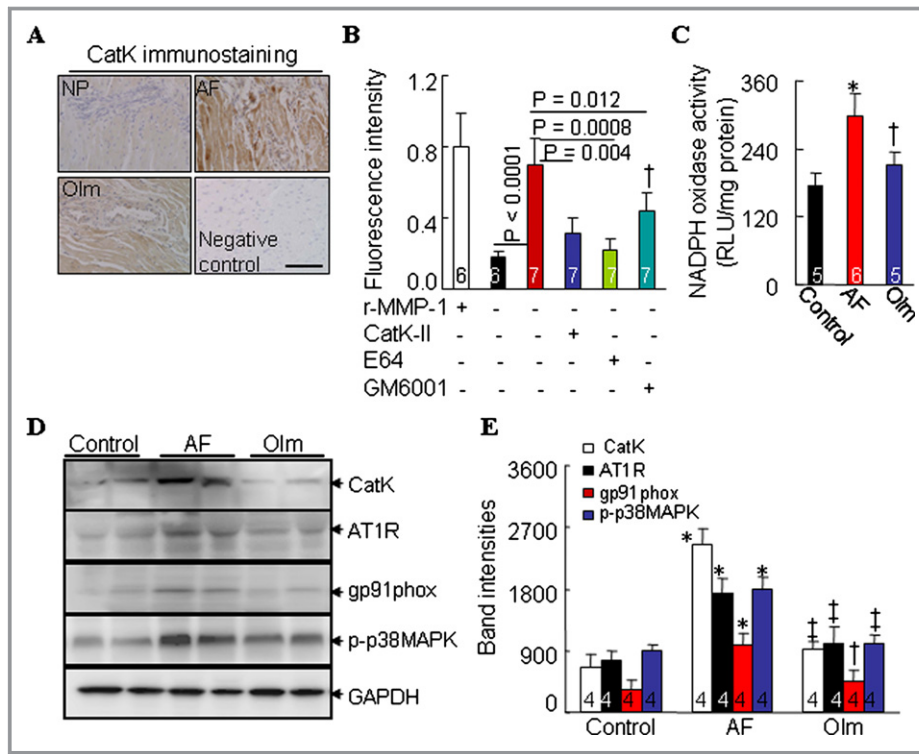 A
CatK immunostaining
NP
AF
Olm
Negative
control
B
Fluorescence intensity
1.2
0.8
0.4
0.0
P < 0.0001
P = 0.012
P = 0.0008
P = 0.004
†
6
6
7
7
7
7
r-MMP-1 + - - - - -
CatK-II - - - + - -
E64 - - - - + -
GM6001 - - - - - +
C
NADPH oxidase activity
(RLU/mg protein)
360
240
120
0
*
†
5
6
5
Control
AF
Olm
D
Control AF Olm
CatK
AT1R
gp91phox
p-p38MAPK
GAPDH
E
CatK
AT1R
gp91phox
p-p38MAPK
Band intensities
3600
2700
1800
900
0
* * * *
‡ ‡ † ‡
4 4 4 4
4 4 4 4
4 4 4 4
Control AF Olm